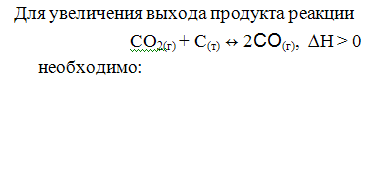 Для увеличения выхода продукта реакции
CO₂₍г₎ + C₍т₎ ↔ 2CO₍г₎, ΔH > 0
необходимо: